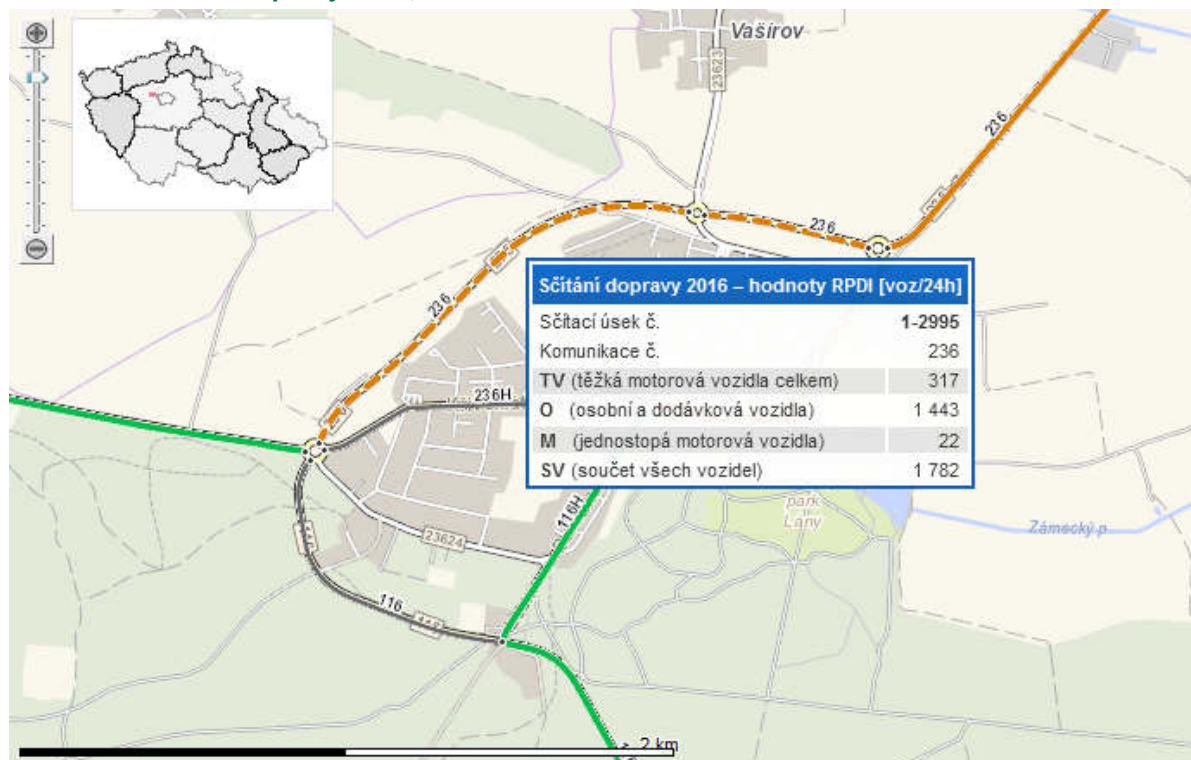 Vašírov
23623
236
236
236
Sčítání dopravy 2016 – hodnoty RPDI [voz/24h]
Sčítací úsek č. 1-2995
Komunikace č. 236
TV (těžká motorová vozidla celkem) 317
O (osobní a dodávková vozidla) 1 443
M (jednostopá motorová vozidla) 22
SV (součet všech vozidel) 1 782
236H
116H
park
Lány
Zámecký p
23624
116
2 km